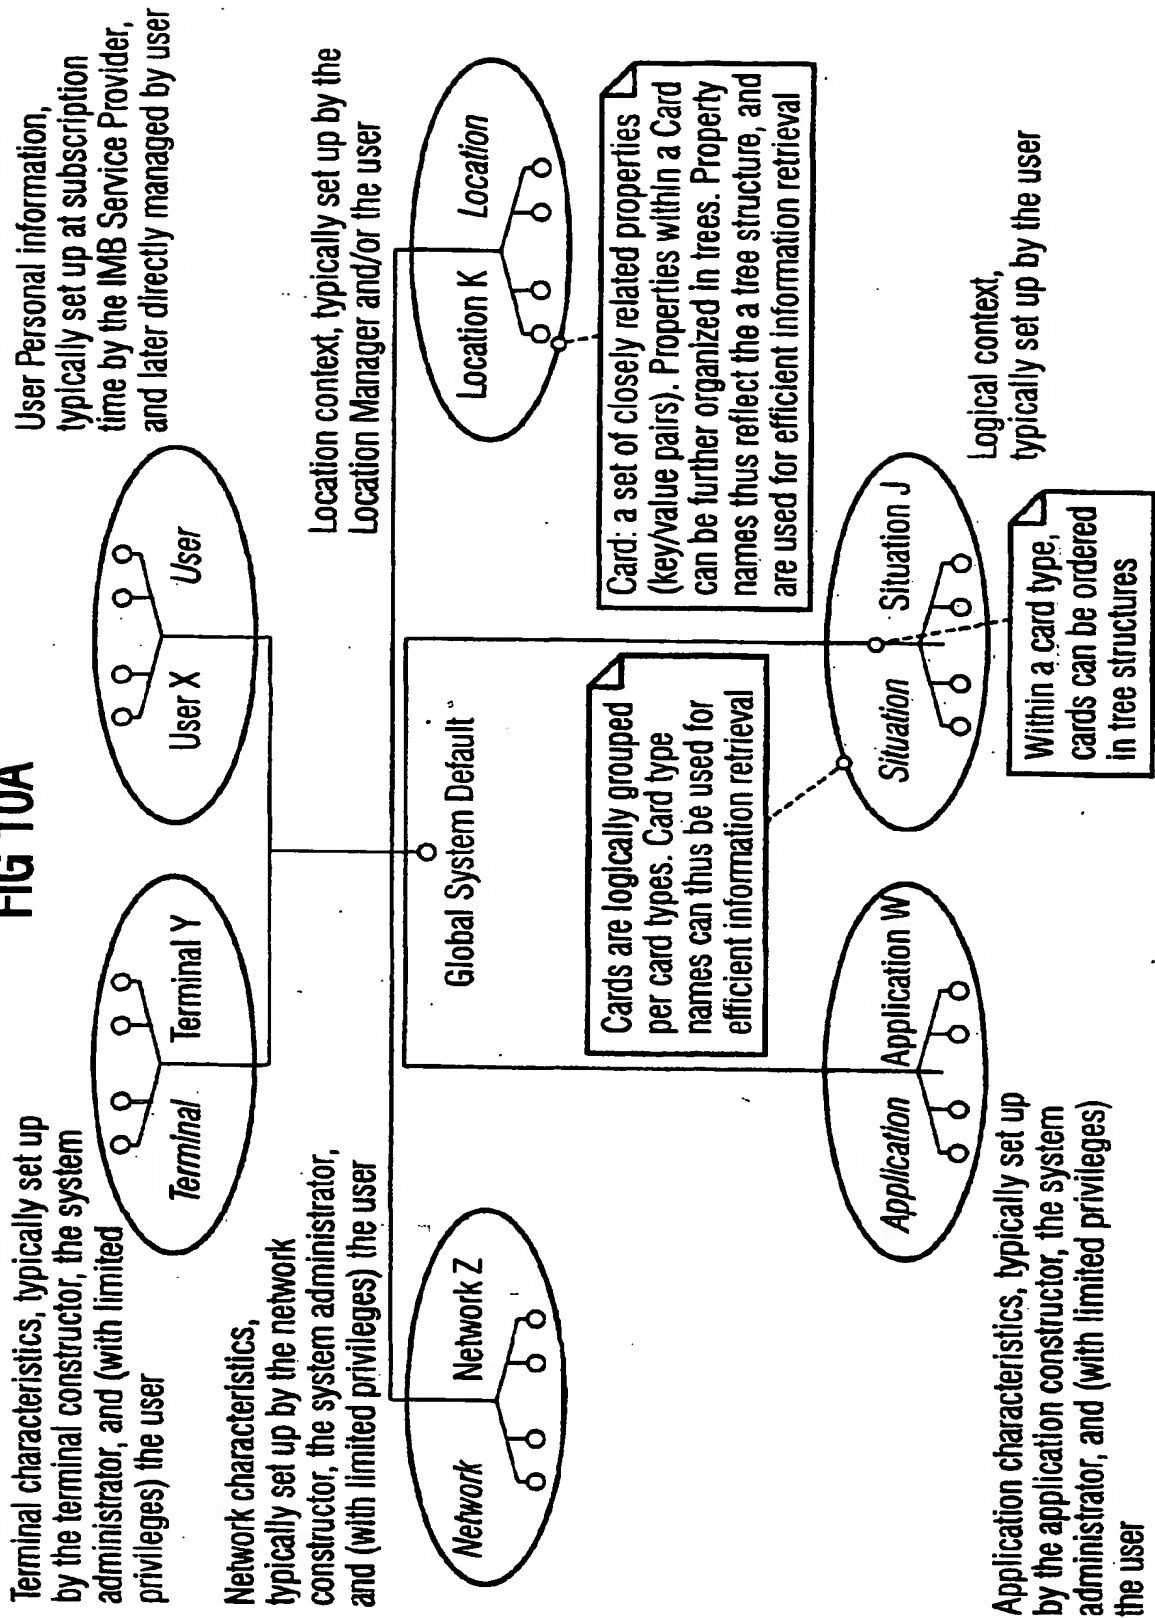 FIG 10A
Terminal characteristics, typically set up
by the terminal constructor, the system
administrator, and (with limited
privileges) the user
User Personal information,
typically set up at subscription
time by the IMB Service Provider,
and later directly managed by user
Terminal
Terminal Y
User X
User
Network characteristics,
typically set up by the network
constructor, the system administrator,
and (with limited privileges) the user
Location context, typically set up by the
Location Manager and/or the user
Network
Network Z
Global System Default
Location K
Location
Cards are logically grouped
per card types. Card type
names can thus be used for
efficient information retrieval
Card: a set of closely related properties
(key/value pairs). Properties within a Card
can be further organized in trees. Property
names thus reflect the a tree structure, and
are used for efficient information retrieval
Application
Application W
Situation
Situation J
Application characteristics, typically set up
by the application constructor, the system
administrator, and (with limited privileges)
the user
Within a card type,
cards can be ordered
in tree structures
Logical context,
typically set up by the user